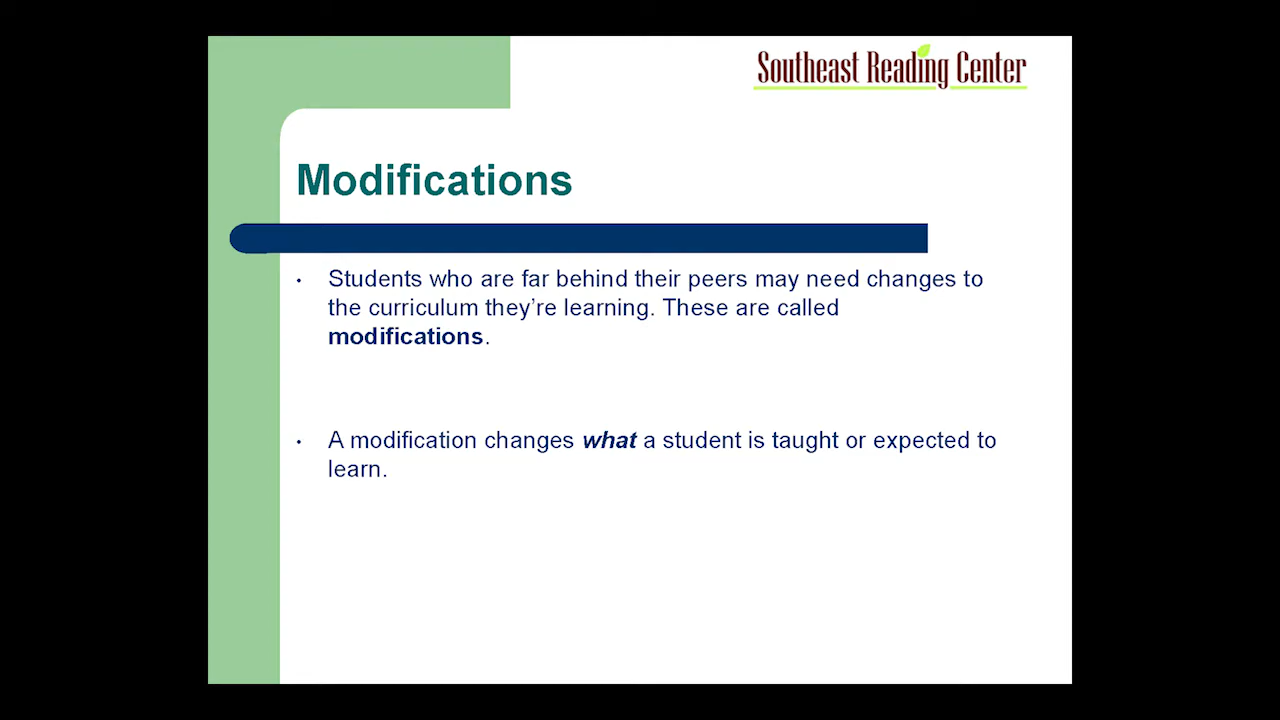 Southeast Reading Center
Modifications
• Students who are far behind their peers may need changes to
the curriculum they’re learning. These are called
modifications.
• A modification changes what a student is taught or expected to
learn.